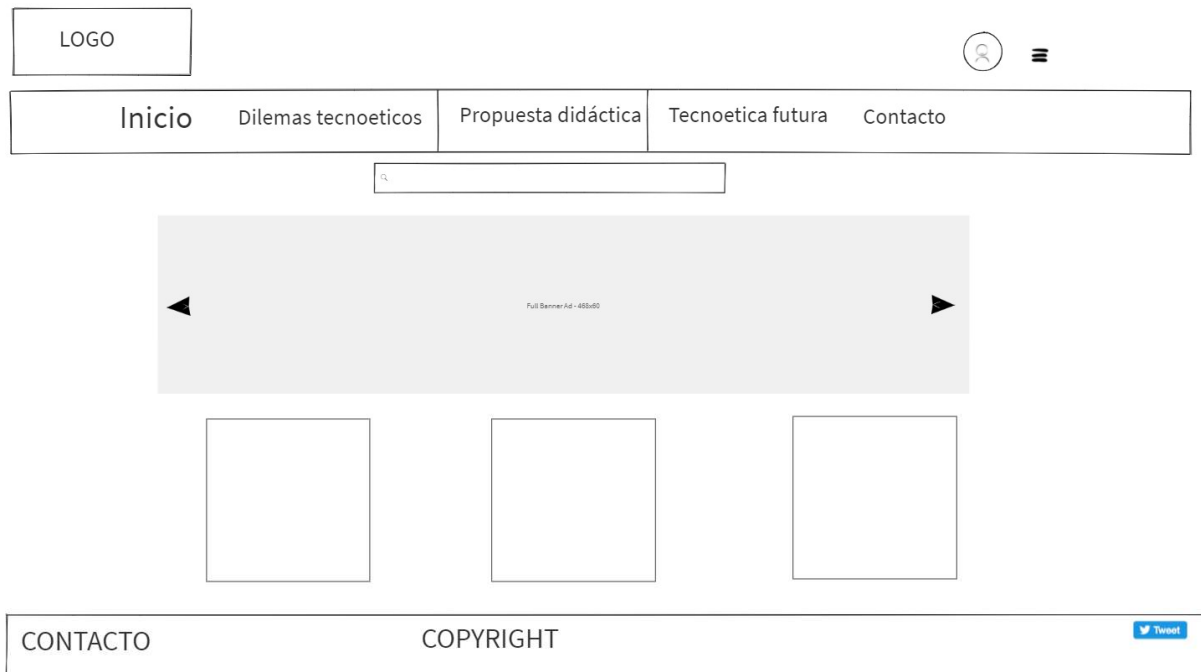 LOGO
Inicio Dilemas tecnoeticos Propuesta didáctica Tecnoetica futura Contacto
Full Banner Ad - 468x60
CONTACTO COPYRIGHT Tweet